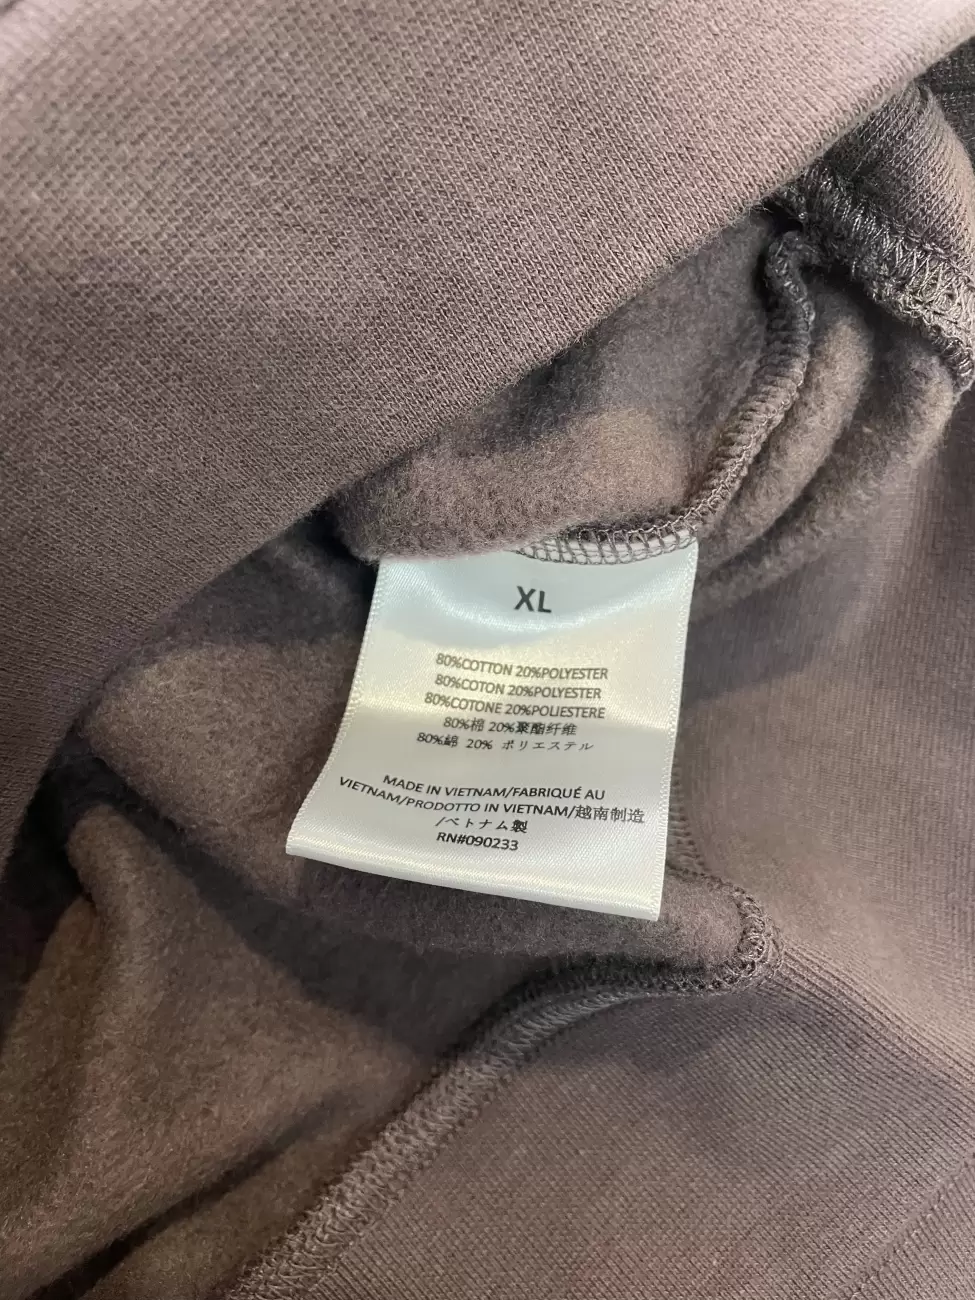 XL
80%COTTON 20%POLYESTER
80%COTON 20%POLYESTER
80%COTONE 20%POLIESTERE
80%棉 20%聚酯纤维
80%綿 20% ポリエステル
MADE IN VIETNAM/FABRIQUÉ AU
VIETNAM/PRODOTTO IN VIETNAM/越南制造
/ベトナム製
RN#090233